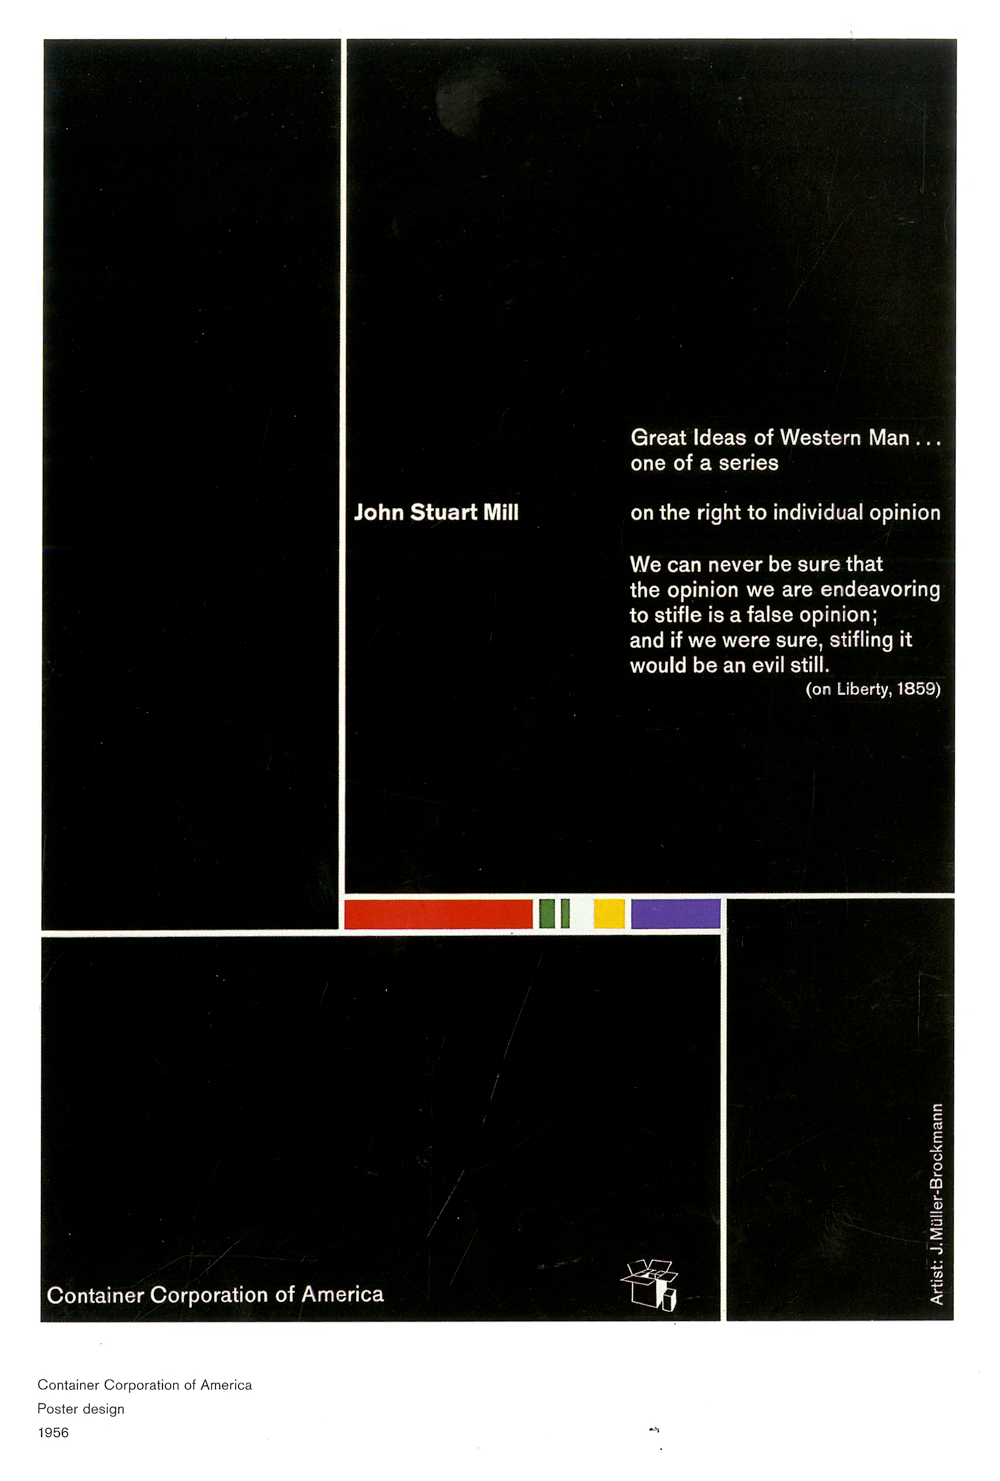 Great Ideas of Western Man...
one of a series
John Stuart Mill
on the right to individual opinion
We can never be sure that
the opinion we are endeavoring
to stifle is a false opinion;
and if we were sure, stifling it
would be an evil still.
(on Liberty, 1859)
Container Corporation of America
Artist: J.Müller-Brockmann
Container Corporation of America
Poster design
1956